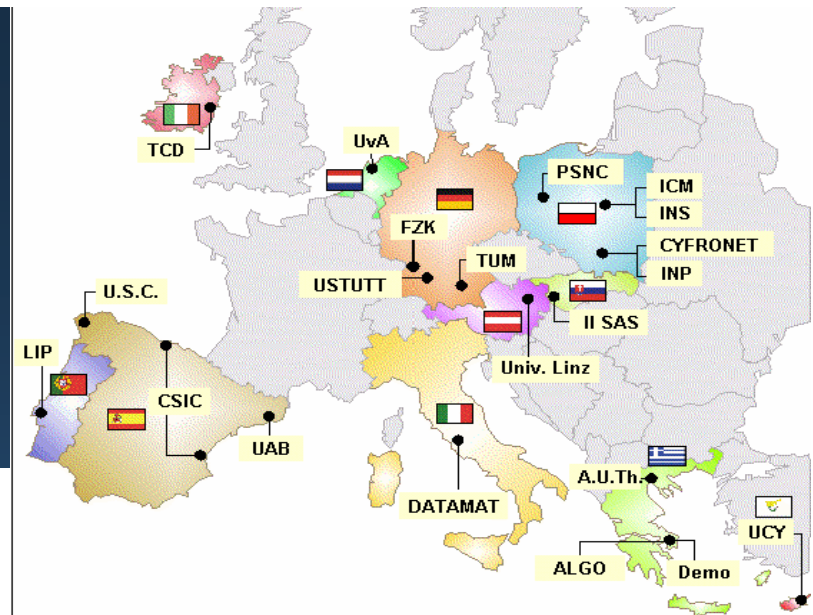 TCD
UvA
PSNC
ICM
INS
FZK
CYFRONET
TUM
INP
USTUTT
U.S.C.
II SAS
LIP
Univ. Linz
CSIC
UAB
A.U.Th.
DATAMAT
UCY
ALGO
Demo